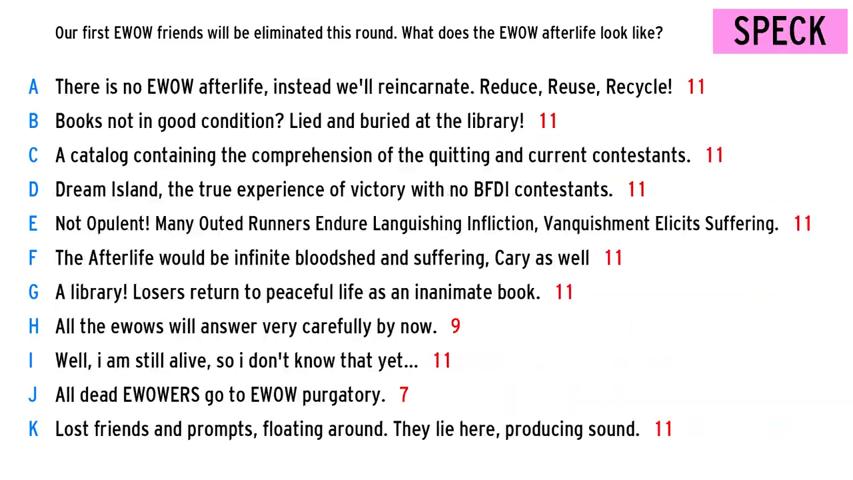 Our first EWOW friends will be eliminated this round. What does the EWOW afterlife look like?
SPECK
A There is no EWOW afterlife, instead we'll reincarnate. Reduce, Reuse, Recycle! 11
B Books not in good condition? Lied and buried at the library! 11
C A catalog containing the comprehension of the quitting and current contestants. 11
D Dream Island, the true experience of victory with no BFDI contestants. 11
E Not Opulent! Many Outed Runners Endure Languishing Infliction, Vanquishment Elicits Suffering. 11
F The Afterlife would be infinite bloodshed and suffering, Cary as well 11
G A library! Losers return to peaceful life as an inanimate book. 11
H All the ewows will answer very carefully by now. 9
I Well, i am still alive, so i don't know that yet... 11
J All dead EWOWERS go to EWOW purgatory. 7
K Lost friends and prompts, floating around. They lie here, producing sound. 11